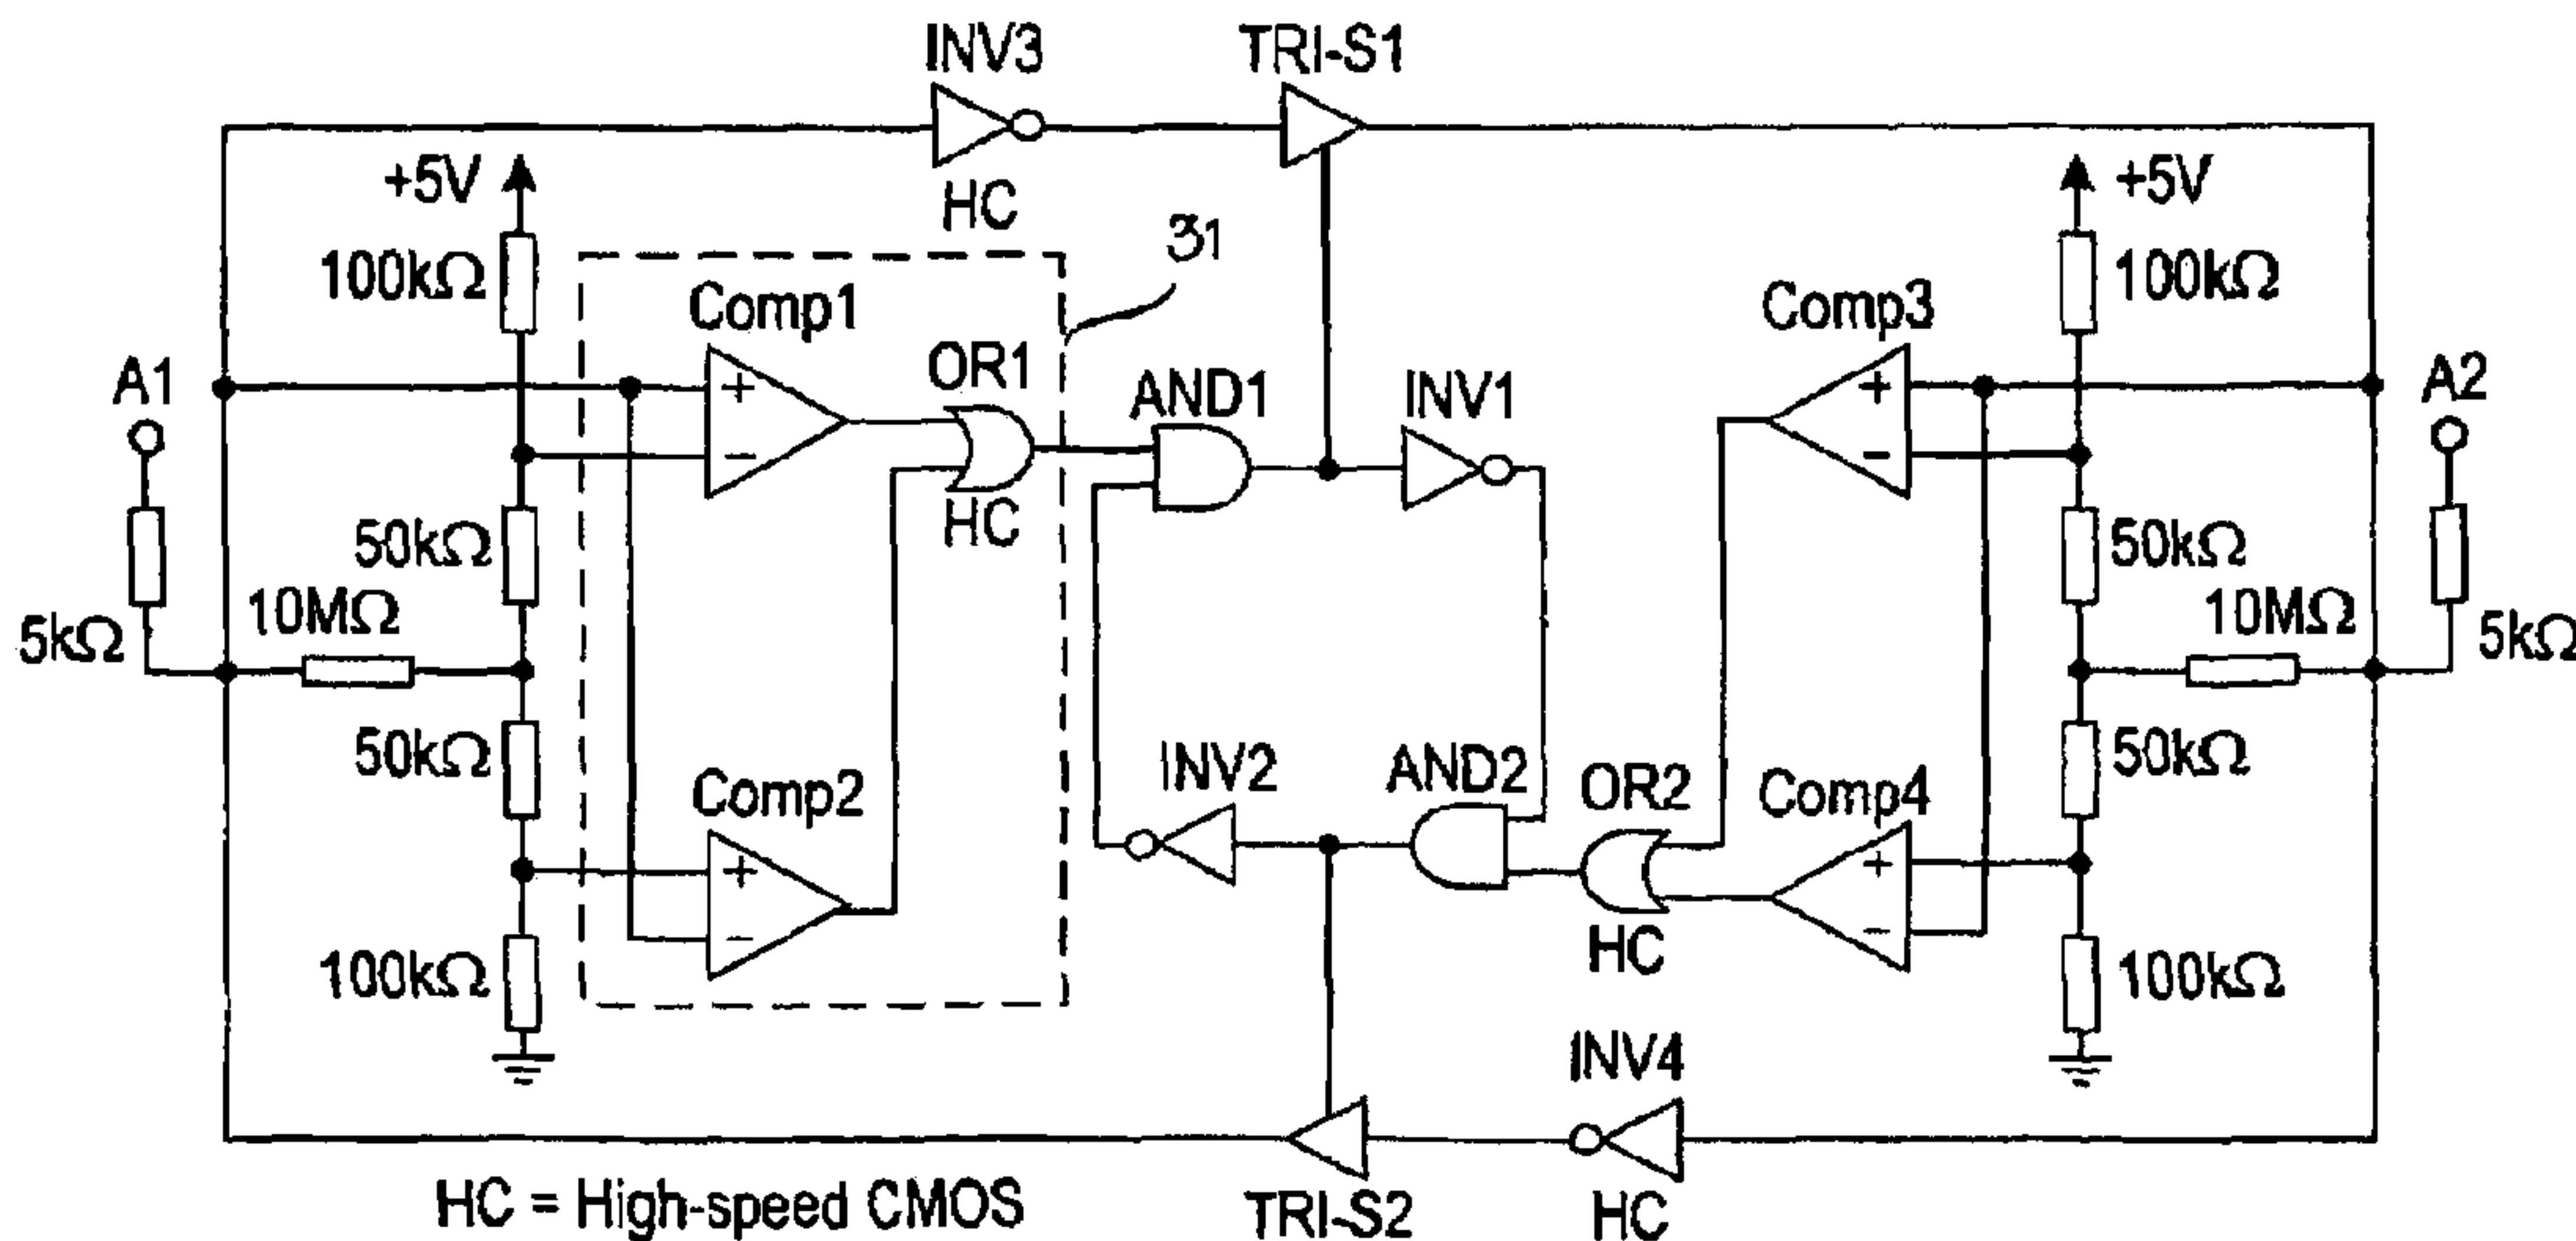 INV3
TRI-S1
+5V
HC
31
+5V
100kΩ
100kΩ
Comp1
Comp3
A1
OR1
AND1
INV1
A2
HC
50kΩ
50kΩ
10MΩ
10MΩ
5kΩ
5kΩ
50kΩ
INV2
AND2
OR2
50kΩ
Comp2
Comp4
HC
100kΩ
100kΩ
INV4
HC = High-speed CMOS
TRI-S2
HC